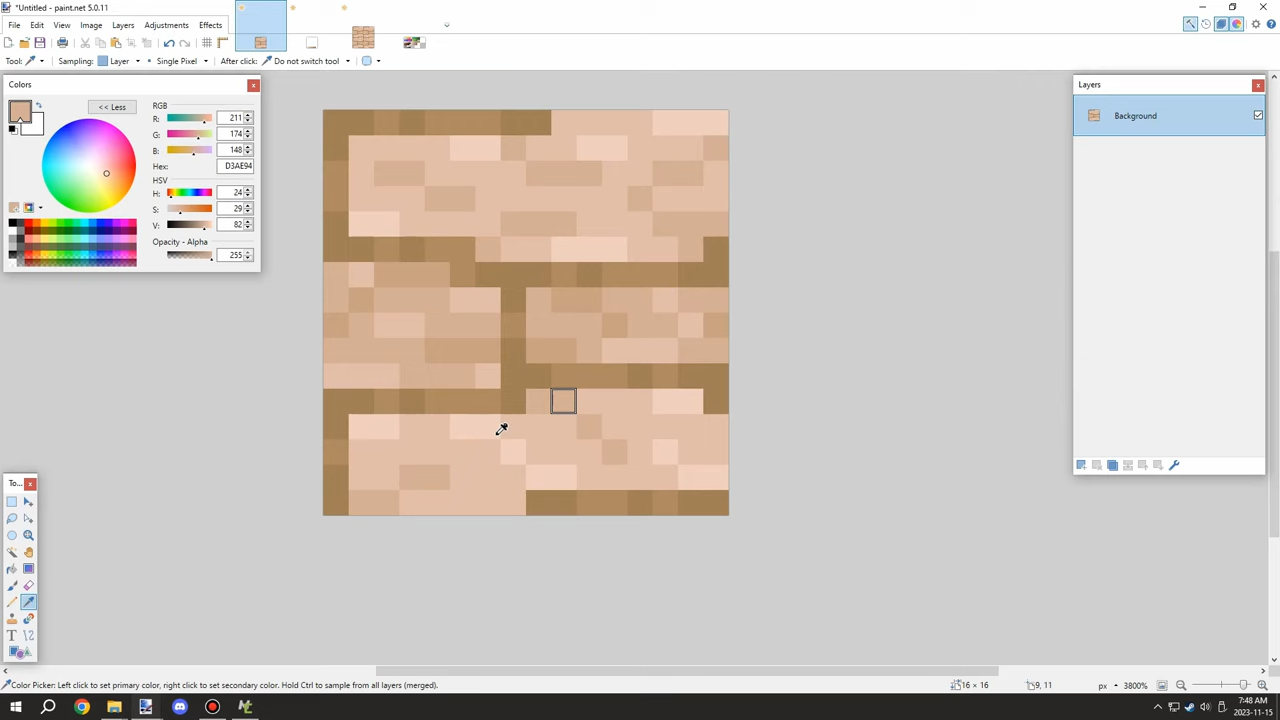 *Untitled - paint.net 5.0.11
File Edit View Image Layers Adjustments Effects
Tool: Sampling: Layer Single Pixel After click: Do not switch tool
Colors
<< Less
RGB
R: 211
G: 174
B: 148
Hex: D3AE94
HSV
H: 24
S: 29
V: 82
Opacity - Alpha
255
Layers
Background
To...
Color Picker: Left click to set primary color, right click to set secondary color. Hold Ctrl to sample from all layers (merged).
16 × 16
9, 11
px
3800%
7:48 AM
2023-11-15